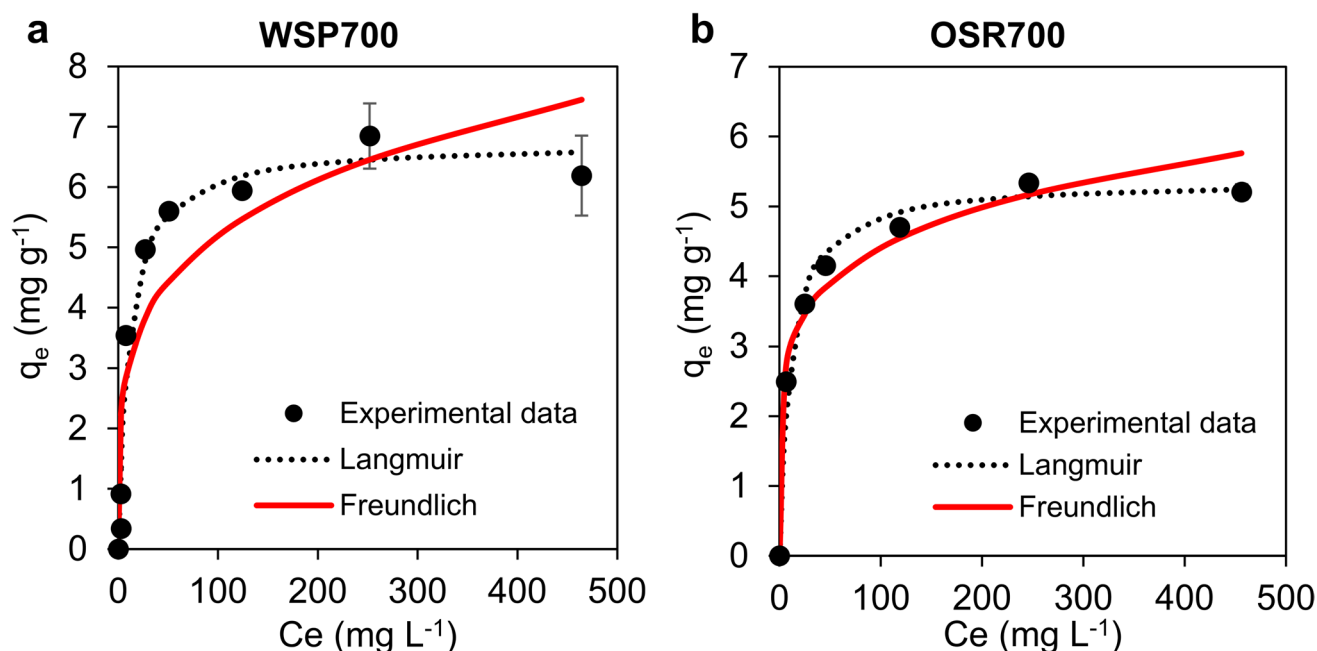 a
WSP700
8
7
6
5
4
3
2
1
0
qₑ (mg g⁻¹)
Experimental data
Langmuir
Freundlich
0 100 200 300 400 500
Ce (mg L⁻¹)
b
OSR700
7
6
5
4
3
2
1
0
qₑ (mg g⁻¹)
Experimental data
Langmuir
Freundlich
0 100 200 300 400 500
Ce (mg L⁻¹)